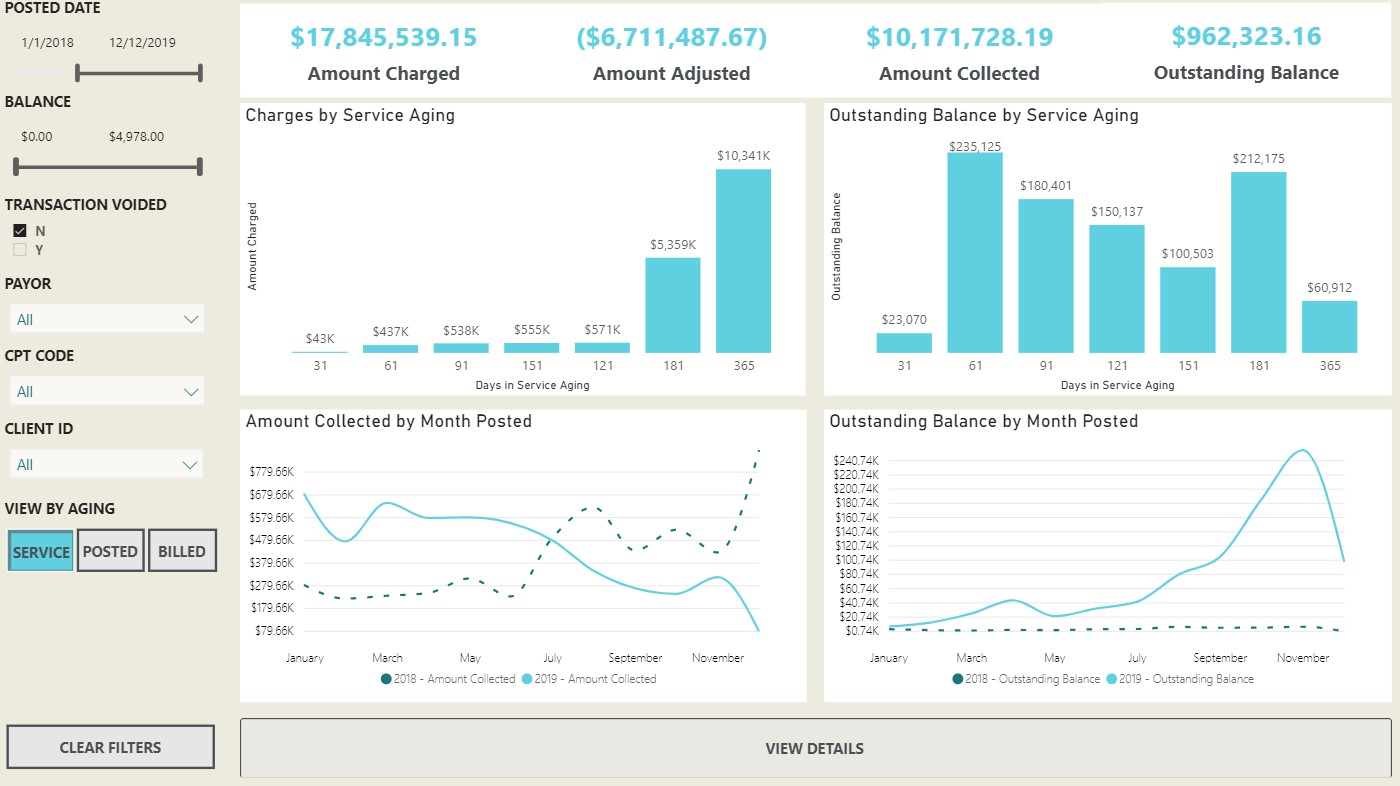 POSTED DATE
1/1/2018 12/12/2019
BALANCE
$0.00 $4,978.00
TRANSACTION VOIDED
N
Y
PAYOR
All
CPT CODE
All
CLIENT ID
All
VIEW BY AGING
SERVICE POSTED BILLED
CLEAR FILTERS
$17,845,539.15
Amount Charged
($6,711,487.67)
Amount Adjusted
$10,171,728.19
Amount Collected
$962,323.16
Outstanding Balance
Charges by Service Aging
Amount Charged
$43K $437K $538K $555K $571K $5,359K $10,341K
31 61 91 151 121 181 365
Days in Service Aging
Outstanding Balance by Service Aging
Outstanding Balance
$23,070 $235,125 $180,401 $150,137 $100,503 $212,175 $60,912
31 61 91 121 151 181 365
Days in Service Aging
Amount Collected by Month Posted
$779.66K
$679.66K
$579.66K
$479.66K
$379.66K
$279.66K
$179.66K
$79.66K
January March May July September November
2018 - Amount Collected 2019 - Amount Collected
Outstanding Balance by Month Posted
$240.74K
$220.74K
$200.74K
$180.74K
$160.74K
$140.74K
$120.74K
$100.74K
$80.74K
$60.74K
$40.74K
$20.74K
$0.74K
January March May July September November
2018 - Outstanding Balance 2019 - Outstanding Balance
VIEW DETAILS